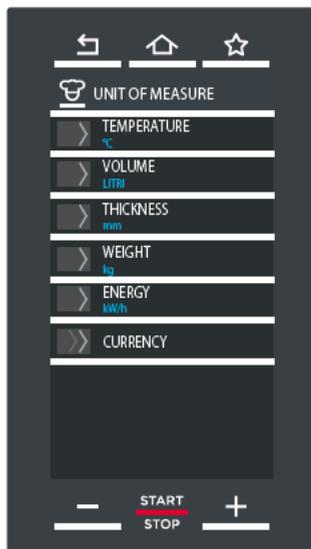 UNIT OF MEASURE
TEMPERATURE
°C
VOLUME
LITRI
THICKNESS
mm
WEIGHT
kg
ENERGY
kW/h
CURRENCY
START
STOP